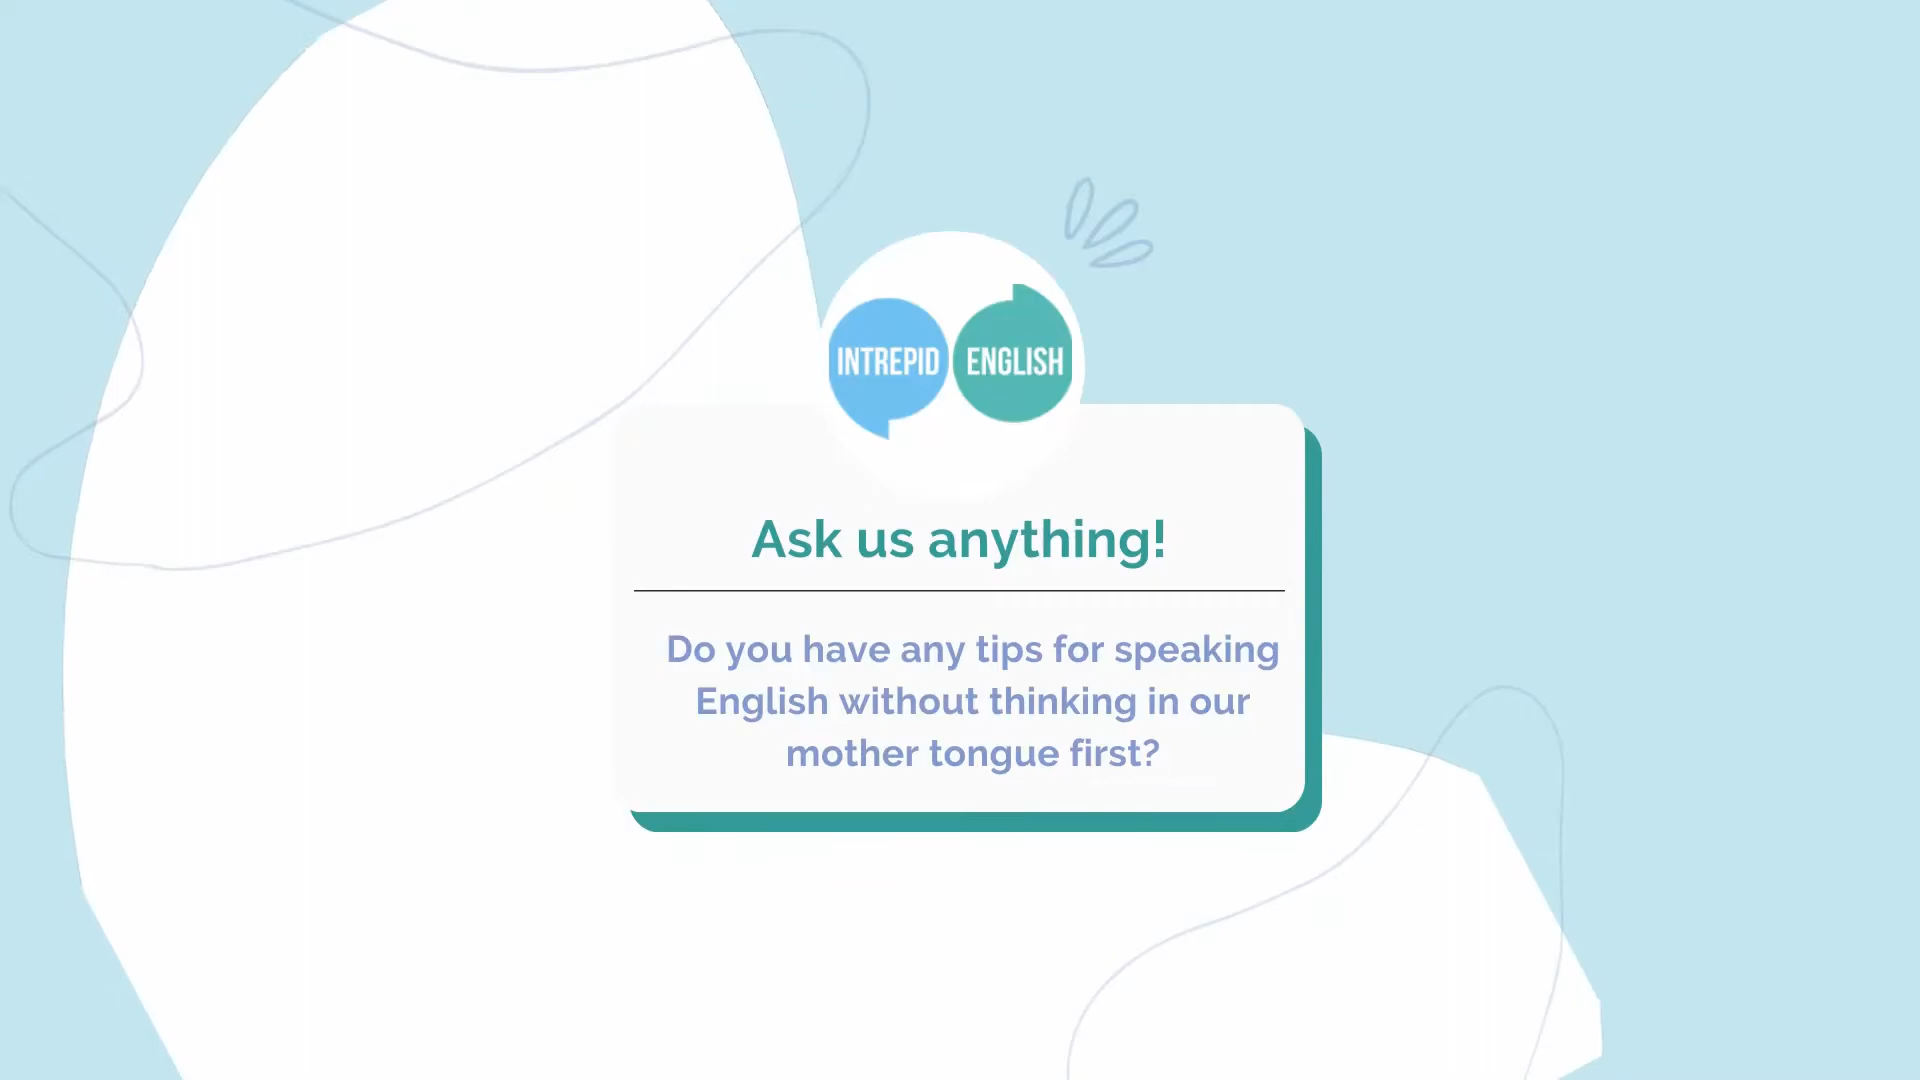 INTREPID ENGLISH
Ask us anything!
Do you have any tips for speaking
English without thinking in our
mother tongue first?